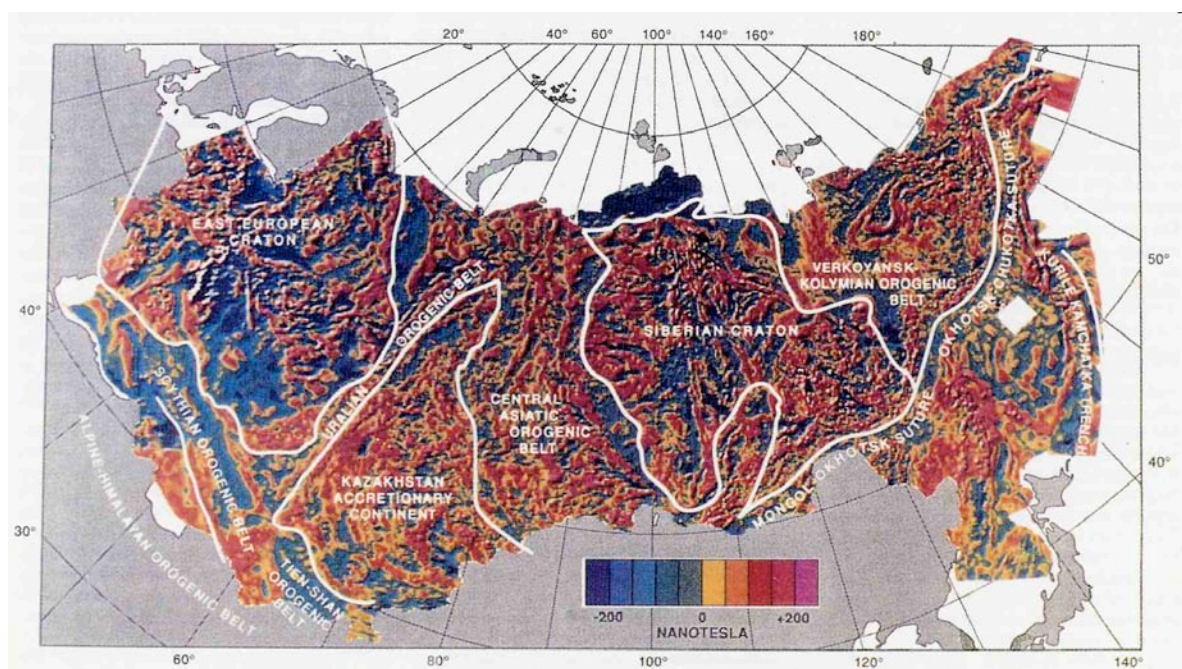 20° 40° 60° 100° 140° 160° 180°
EAST EUROPEAN
CRATON
VERKOYANSK-
KOLYMIAN OROGENIC
BELT
OKHOTSK-CHUKOTKA SUTURE
KURILE KAMCHATKA TRENCH
50°
40°
SIBERIAN CRATON
URALIAN OROGENIC BELT
SCYTHIN OROGENIC BELT
CENTRAL
ASIATIC
OROGENIC
BELT
ALPINE-HIMALAYAN OROGENIC BELT
KAZAKHSTAN
ACCRETIONARY
CONTINENT
MONGOL-OKHOTSK SUTURE
40°
30°
TIEN-SHAN
OROGENIC
BELT
-200 0 +200
NANOTESLA
60° 80° 100° 120° 140°